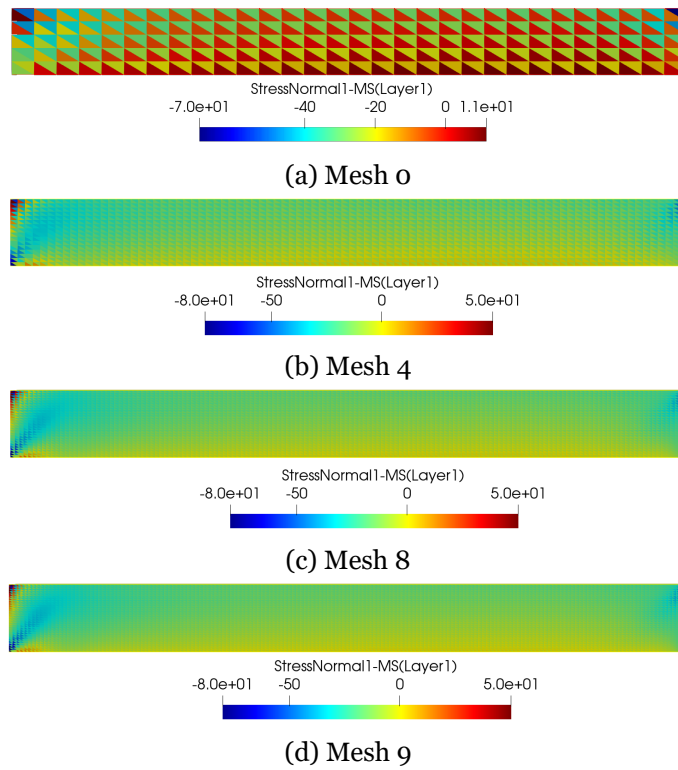 StressNormal1-MS(Layer1)
-7.0e+01 -40 -20 0 1.1e+01
(a) Mesh 0
StressNormal1-MS(Layer1)
-8.0e+01 -50 0 5.0e+01
(b) Mesh 4
StressNormal1-MS(Layer1)
-8.0e+01 -50 0 5.0e+01
(c) Mesh 8
StressNormal1-MS(Layer1)
-8.0e+01 -50 0 5.0e+01
(d) Mesh 9